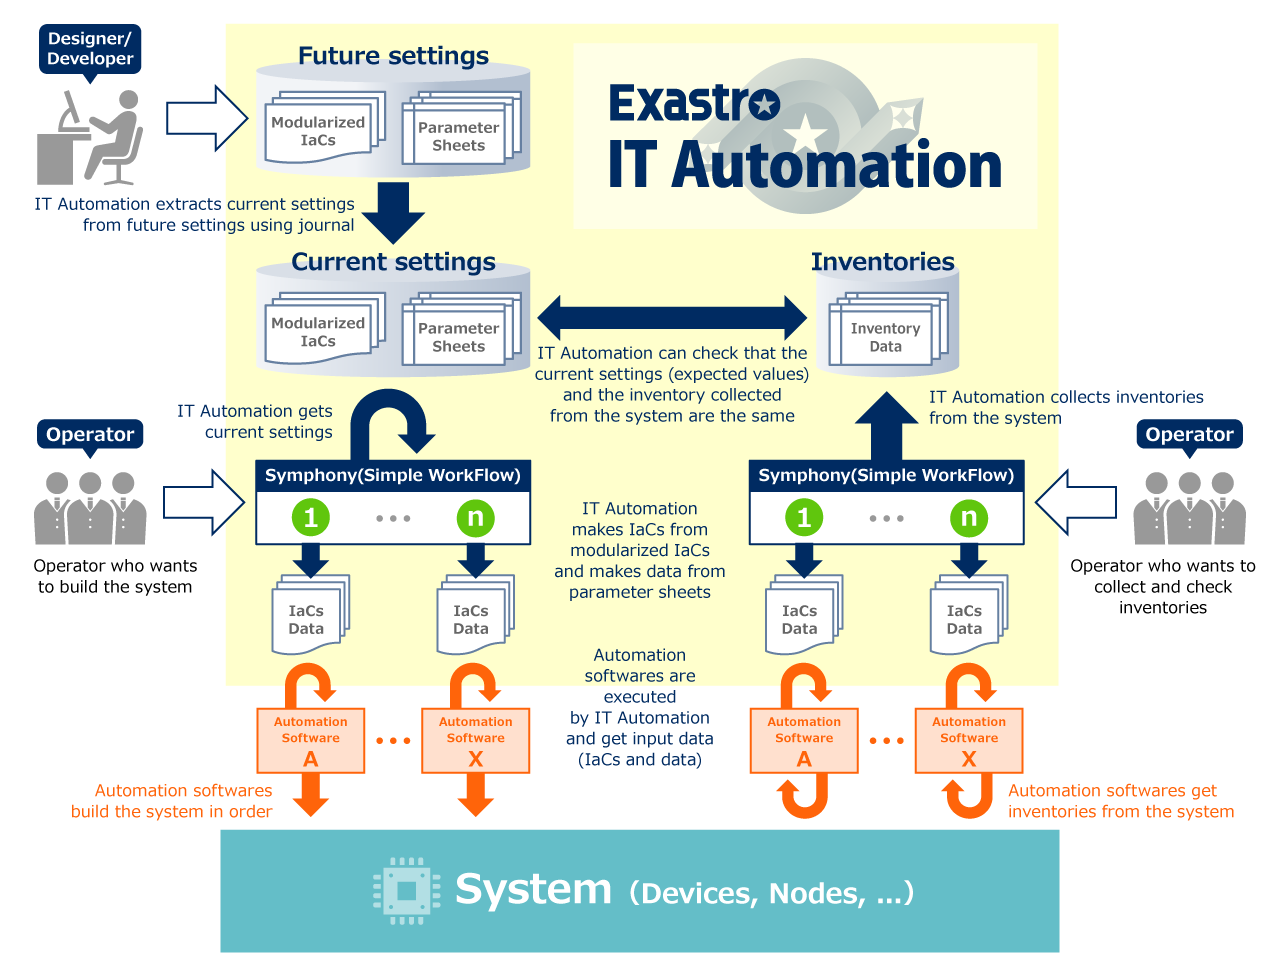 Designer/
Developer
Future settings
Modularized
IaCs
Parameter
Sheets
Exastro
IT Automation
IT Automation extracts current settings
from future settings using journal
Current settings
Modularized
IaCs
Parameter
Sheets
Inventories
Inventory
Data
IT Automation can check that the
current settings (expected values)
and the inventory collected
from the system are the same
IT Automation gets
current settings
IT Automation collects inventories
from the system
Operator
Operator who wants
to build the system
Symphony(Simple WorkFlow)
1 ... n
IaCs
Data
IaCs
Data
IT Automation
makes IaCs from
modularized IaCs
and makes data from
parameter sheets
Symphony(Simple WorkFlow)
1 ... n
IaCs
Data
IaCs
Data
Operator
Operator who wants to
collect and check
inventories
Automation
softwares are
executed
by IT Automation
and get input data
(IaCs and data)
Automation
Software
A
...
Automation
Software
X
Automation
Software
A
...
Automation
Software
X
Automation softwares
build the system in order
Automation softwares get
inventories from the system
System (Devices, Nodes, ...)